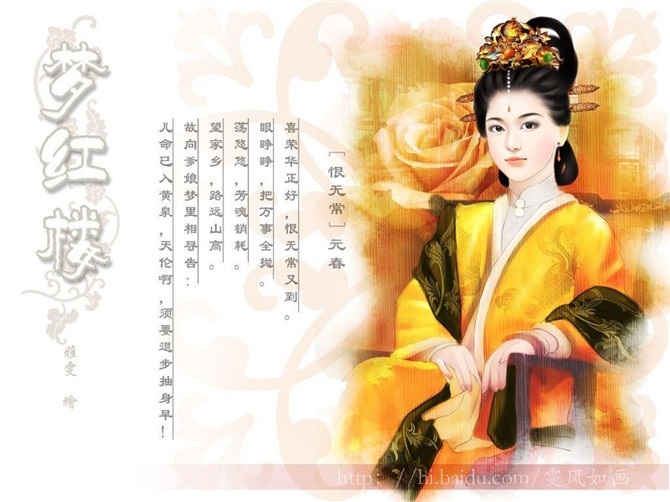 梦红楼
雅雯 繪
[恨无常]元春
喜荣华正好,恨无常又到。
眼睁睁,把万事全抛。
荡悠悠,芳魂销耗。
望家乡,路远山高。
故向爹娘梦里相寻告:
儿命已入黄泉,天伦啊,须要退步抽身早!
http: //hi.baidu.com/雯风如画